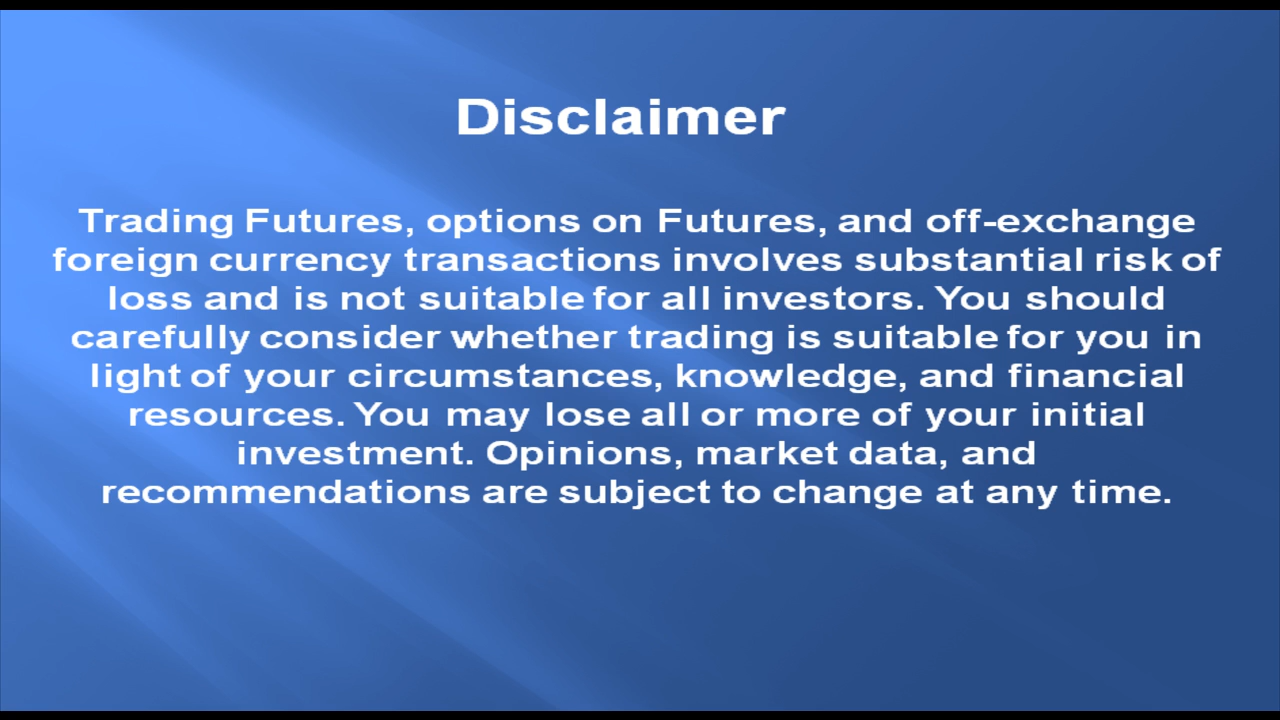 Disclaimer
Trading Futures, options on Futures, and off-exchange
foreign currency transactions involves substantial risk of
loss and is not suitable for all investors. You should
carefully consider whether trading is suitable for you in
light of your circumstances, knowledge, and financial
resources. You may lose all or more of your initial
investment. Opinions, market data, and
recommendations are subject to change at any time.